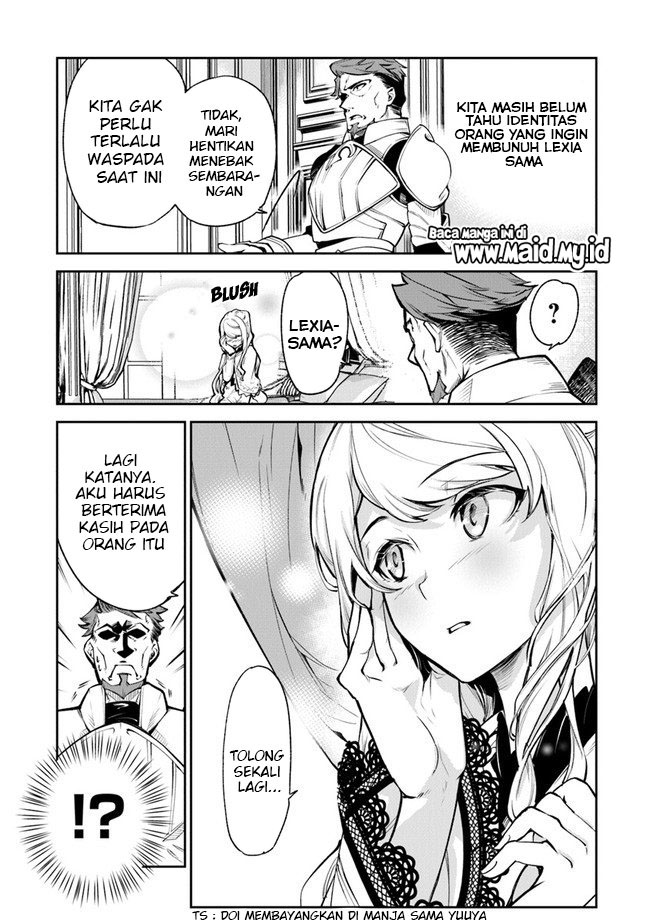 KITA MASIH BELUM
TAHU IDENTITAS
ORANG YANG INGIN
MEMBUNUH LEXIA
SAMA
TIDAK,
MARI
HENTIKAN
MENEBAK
SEMBARA-
NGAN
KITA GAK
PERLU
TERLALU
WASPADA
SAAT INI
BACA MANGA INI DI
www.Maid.my.id
?
LEXIA-
SAMA?
BLUSH
TOLONG
SEKALI
LAGI...
LAGI
KATANYA.
AKU HARUS
BERTERIMA
KASIH PADA
ORANG ITU
!?
TS : DOI MEMBAYANGKAN DI MANJA SAMA YUUYA